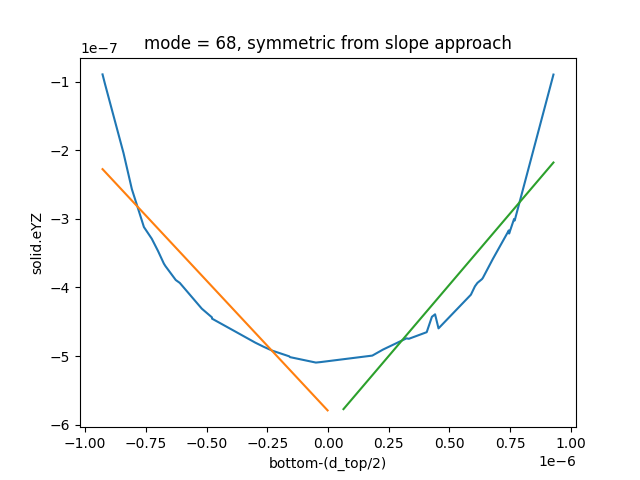 mode = 68, symmetric from slope approach
1e−7
−1
−2
−3
−4
−5
−6
solid.eYZ
−1.00 −0.75 −0.50 −0.25 0.00 0.25 0.50 0.75 1.00
1e−6
bottom-(d_top/2)